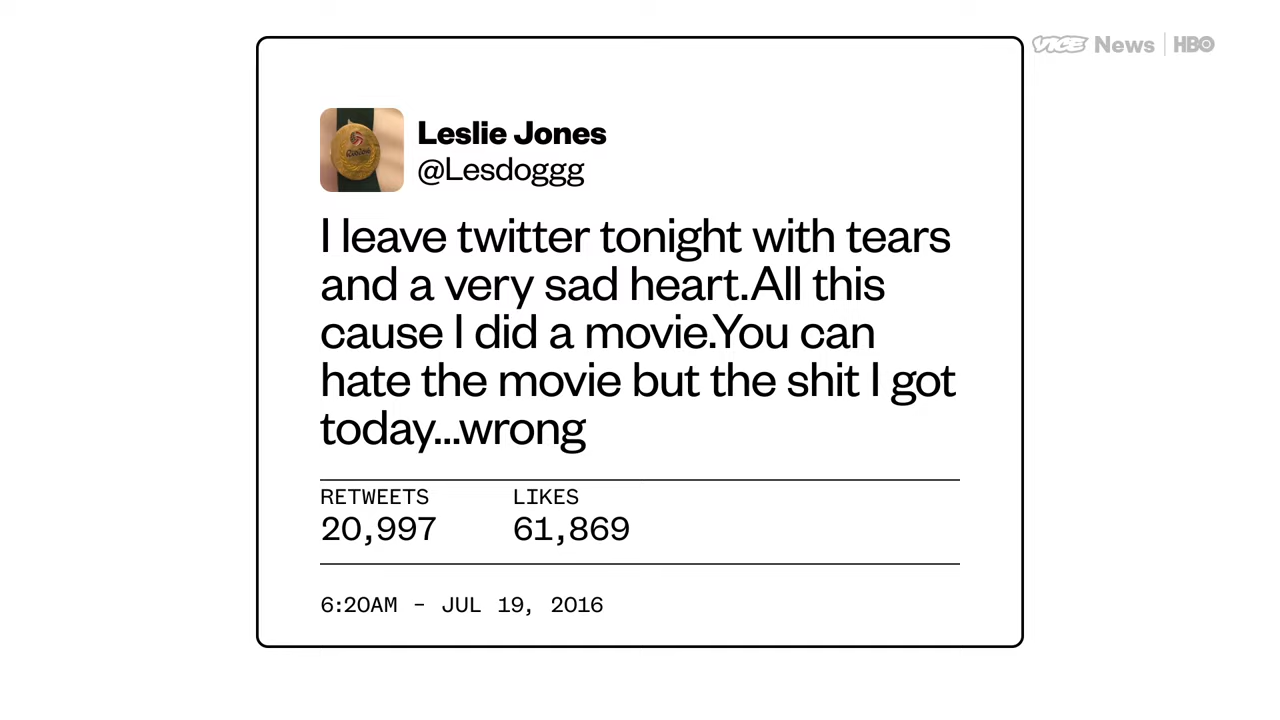 VICE News | HBO
Leslie Jones
@Lesdoggg
I leave twitter tonight with tears
and a very sad heart.All this
cause I did a movie.You can
hate the movie but the shit I got
today...wrong
RETWEETS LIKES
20,997 61,869
6:20AM - JUL 19, 2016